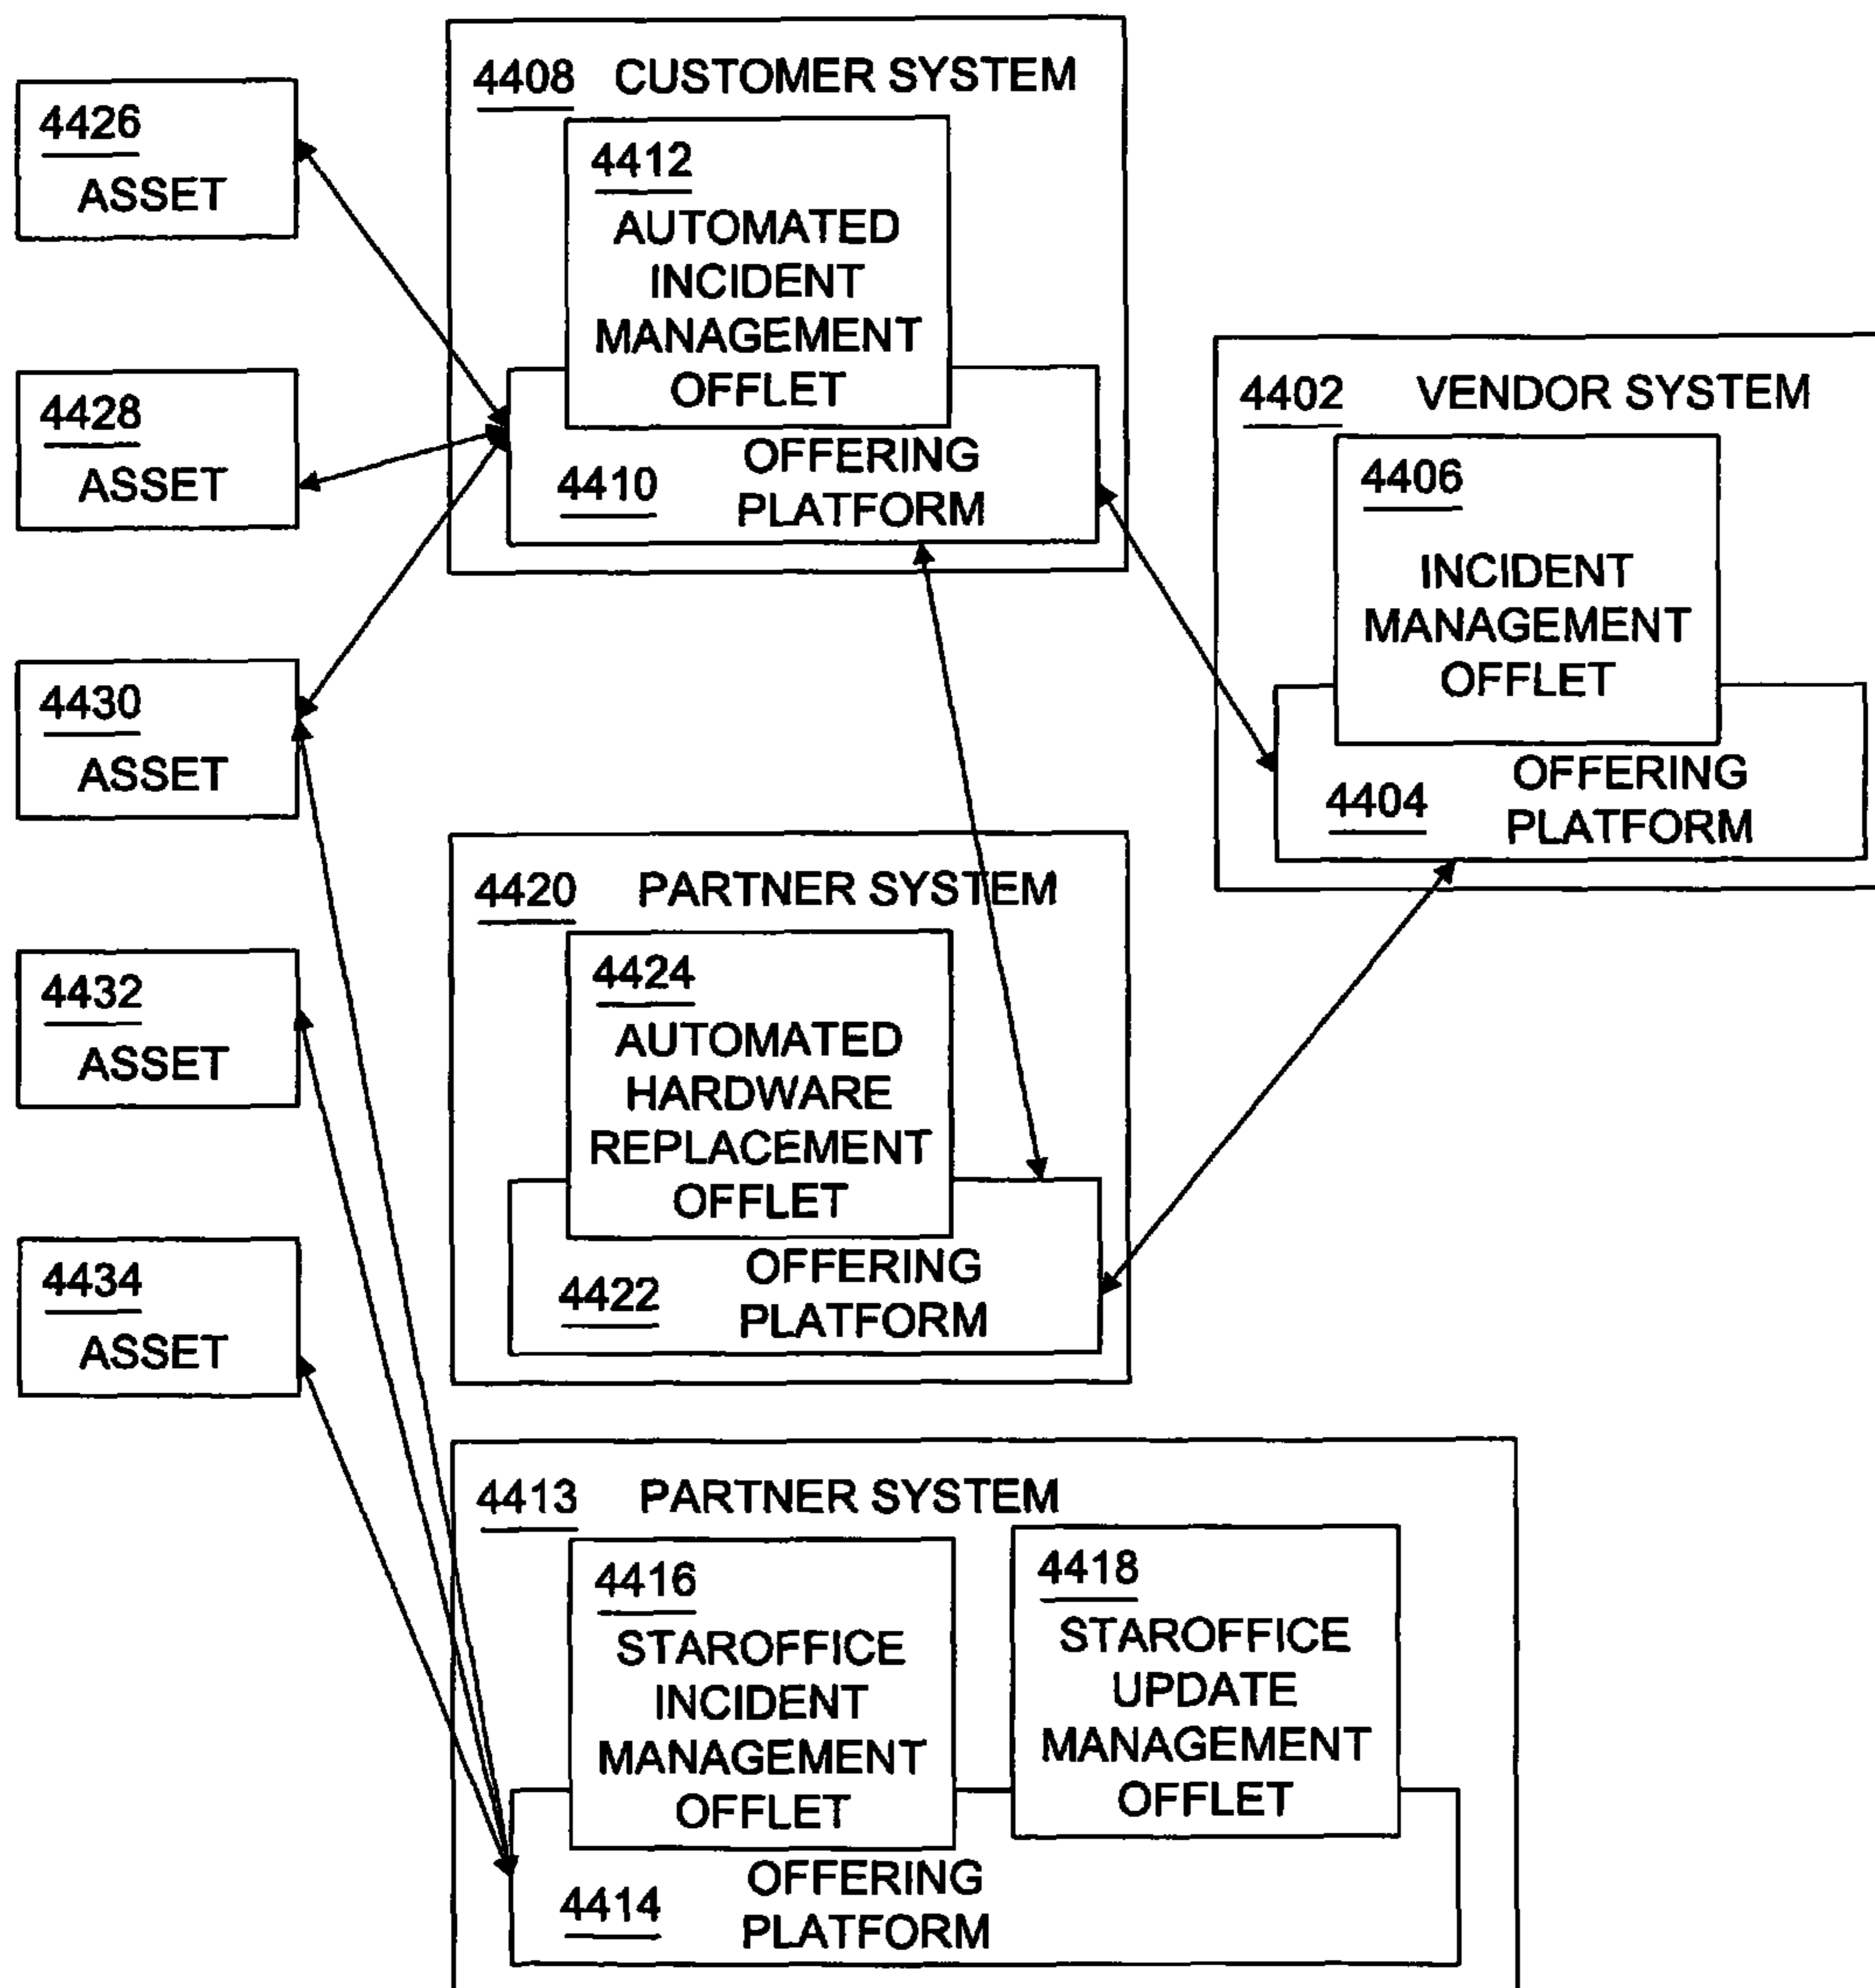 4408 CUSTOMER SYSTEM
4412
AUTOMATED
INCIDENT
MANAGEMENT
OFFLET
OFFERING
4410 PLATFORM
4426
ASSET
4428
ASSET
4430
ASSET
4432
ASSET
4434
ASSET
4402 VENDOR SYSTEM
4406
INCIDENT
MANAGEMENT
OFFLET
OFFERING
4404 PLATFORM
4420 PARTNER SYSTEM
4424
AUTOMATED
HARDWARE
REPLACEMENT
OFFLET
OFFERING
4422 PLATFORM
4413 PARTNER SYSTEM
4416
STAROFFICE
INCIDENT
MANAGEMENT
OFFLET
4418
STAROFFICE
UPDATE
MANAGEMENT
OFFLET
OFFERING
4414 PLATFORM